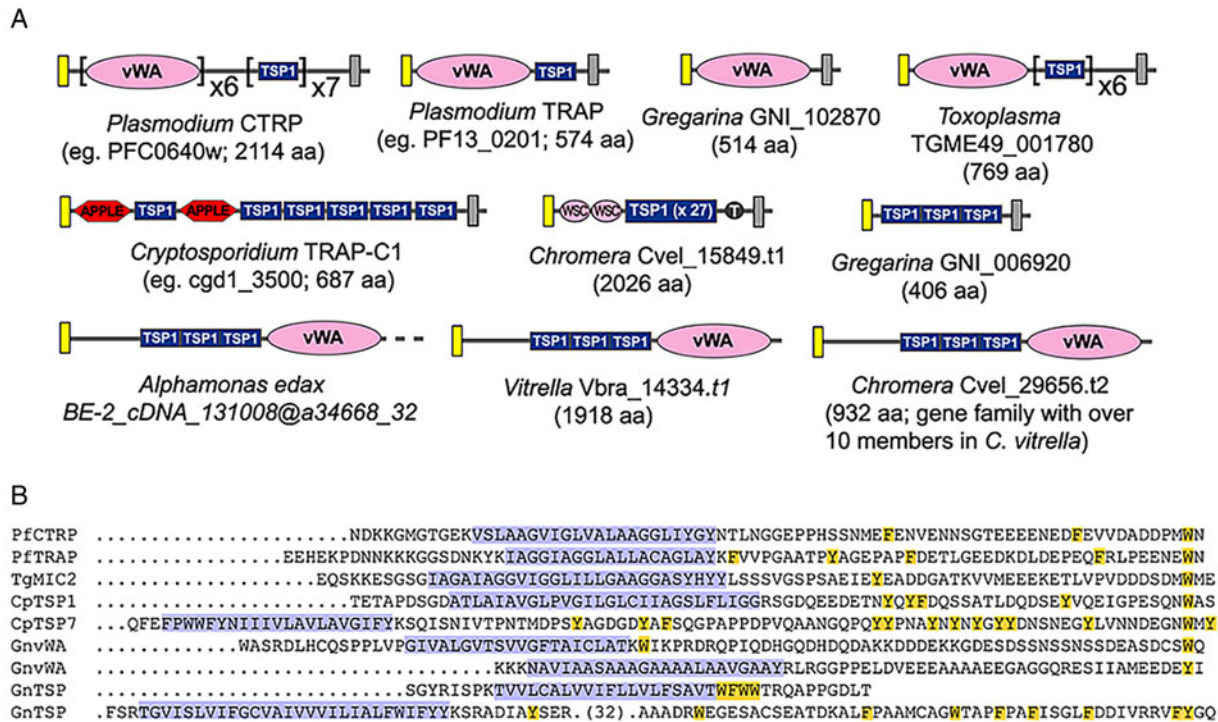 A
[vWA]x6 [TSP1]x7
vWA TSP1
vWA
vWA [TSP1]x6
Plasmodium CTRP
(eg. PFC0640w; 2114 aa)
Plasmodium TRAP
(eg. PF13_0201; 574 aa)
Gregarina GNI_102870
(514 aa)
Toxoplasma
TGME49_001780
(769 aa)
APPLE TSP1 APPLE TSP1 TSP1 TSP1 TSP1 TSP1
WSC WSC TSP1 (x 27) TT
TSP1 TSP1 TSP1
Cryptosporidium TRAP-C1
(eg. cgd1_3500; 687 aa)
Chromera Cvel_15849.t1
(2026 aa)
Gregarina GNI_006920
(406 aa)
TSP1 TSP1 TSP1 vWA
TSP1 TSP1 TSP1 vWA
TSP1 TSP1 TSP1 vWA
Alphamonas edax
BE-2_cDNA_131008@a34668_32
Vitrella Vbra_14334.t1
(1918 aa)
Chromera Cvel_29656.t2
(932 aa; gene family with over
10 members in C. vitrella)
B
PfCTRP ........................NDKKGMGTGEKVSLAAGVIGLVALAAGGLIYGYNTLNGGEPPHSSNMEFENVENNSGTEEEENEDFEVVDADDPMWN
PfTRAP .................EEHEKPDNNKKKGGSDNKYKIAGGIAGGLALLACAGLAYKFVVPGAATPYAGEPAPFDETLGEEDKDLDEPEQFRLPEENEWN
TgMIC2 ....................EQSKKESGSGIAGAIAGGVIGGLILLGAAGGASYHYYLSSSVGSPSAEIEYEADDGATKVVMEEEKETLVPVDDDSDMWME
CpTSP1 .......................TETAPDSGDATLAIAVGLPVGILGLCIIAGSLFLIGGRSGDQEEDETNYQYFDQSSATLDQDSEYVQEIGPESQNWAS
CpTSP7 ...QFEFPWWFYNIIIVLAVLAVGIFYKSQISNIVTPNTMDPSYAGDGDYAFSQGPAPPDPVQAANGQPQYYPNAYNYNYGYYDNSNEGYLVNNDEGNWMY
GnvWA .............WASRDLHCQSPPLVPGIVALGVTSVVGFTAICLATKWIKPRDRQPIQDHGQDHDQDAKKDDDEKKGDESDSSNSSNSSDEASDCSWQ
GnvWA ....................................KKKNAVIAASAAAGAAAALAAVGAAYRLRGGPPELDVEEEAAAAEEGAGGQRESIIAMEEDEYI
GnTSP ............................SGYRISPKTVVLCALVVIFLLVLFSAVTWFWWTRQAPPGDLT
GnTSP .FSRTGVISLVIFGCVAIVVVILIALFWIFYYKSRADIAYSER.(32).AAADRWEGESACSEATDKALFPAAMCAGWTAPFPAFISGLFDDIVRRVFYGQ